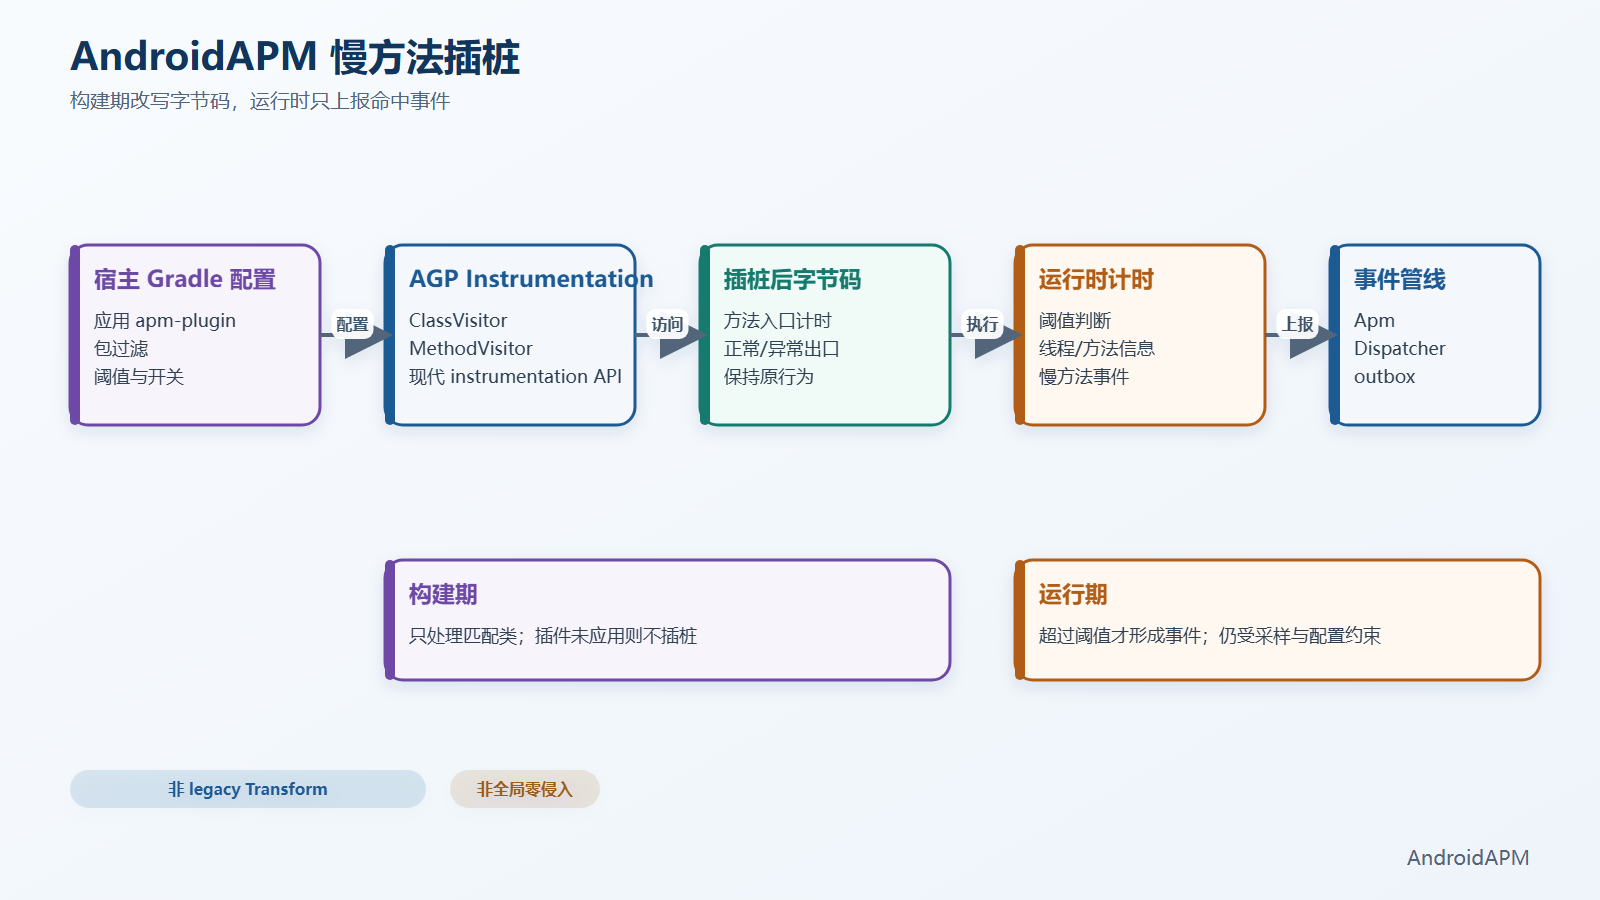 AndroidAPM 慢方法插桩
构建期改写字节码，运行时只上报命中事件
宿主 Gradle 配置
应用 apm-plugin
包过滤
阈值与开关
配置
AGP Instrumentation
ClassVisitor
MethodVisitor
现代 instrumentation API
访问
插桩后字节码
方法入口计时
正常/异常出口
保持原行为
执行
运行时计时
阈值判断
线程/方法信息
慢方法事件
上报
事件管线
Apm
Dispatcher
outbox
构建期
只处理匹配类；插件未应用则不插桩
运行期
超过阈值才形成事件；仍受采样与配置约束
非 legacy Transform
非全局零侵入
AndroidAPM